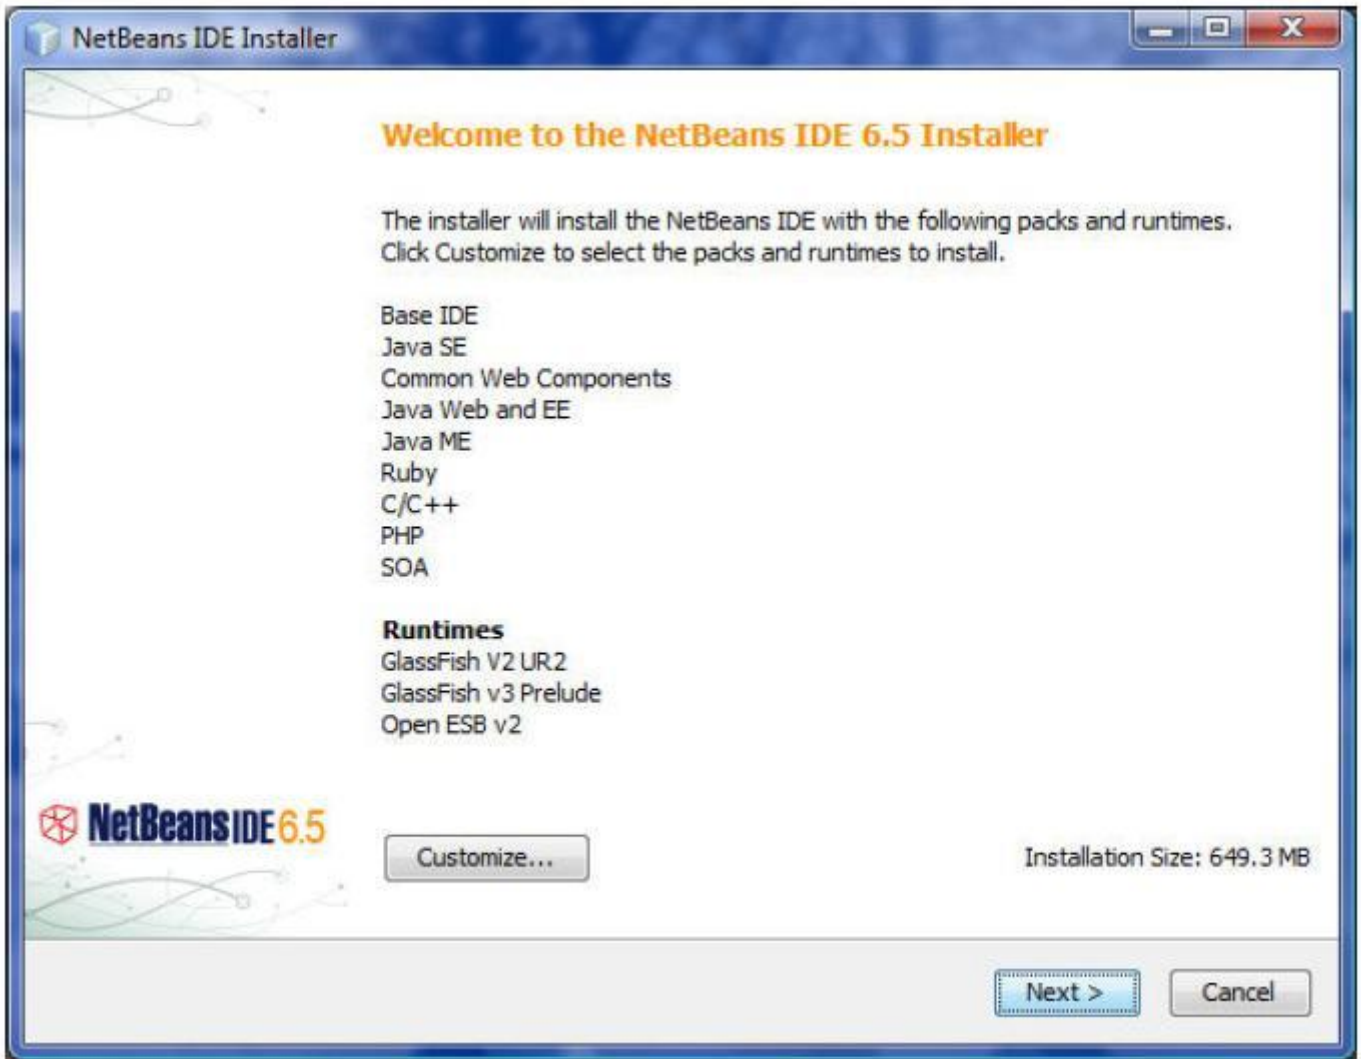 NetBeans IDE Installer
Welcome to the NetBeans IDE 6.5 Installer
The installer will install the NetBeans IDE with the following packs and runtimes.
Click Customize to select the packs and runtimes to install.
Base IDE
Java SE
Common Web Components
Java Web and EE
Java ME
Ruby
C/C++
PHP
SOA
Runtimes
GlassFish V2 UR2
GlassFish v3 Prelude
Open ESB v2
NetBeans IDE 6.5
Customize...
Installation Size: 649.3 MB
Next >
Cancel